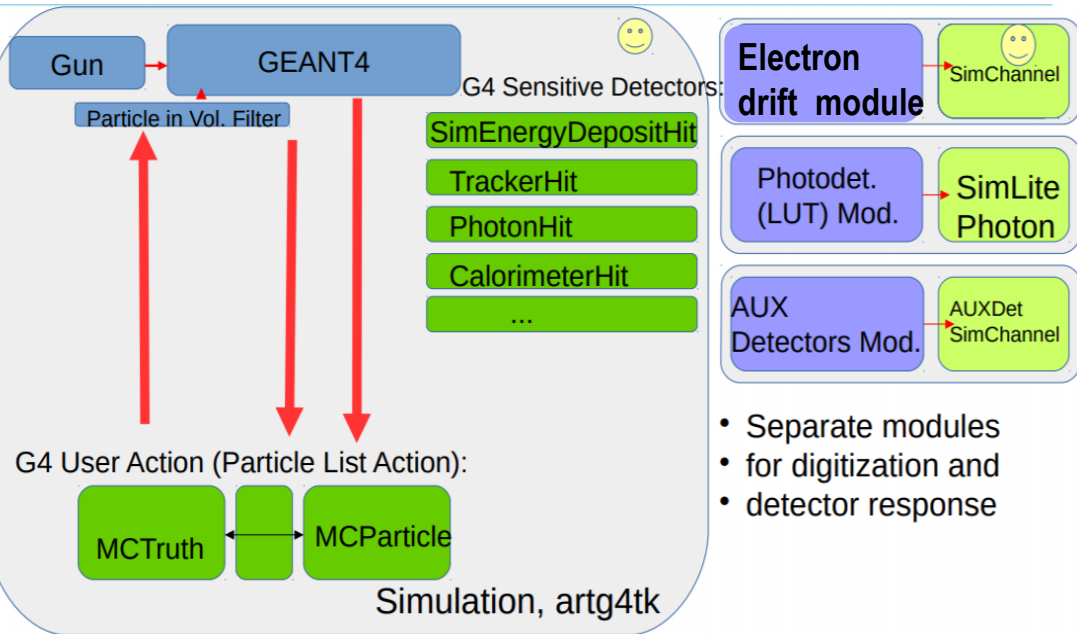 Gun
GEANT4
Particle in Vol. Filter
G4 Sensitive Detectors:
SimEnergyDepositHit
TrackerHit
PhotonHit
CalorimeterHit
...
G4 User Action (Particle List Action):
MCTruth
MCParticle
Simulation, artg4tk
Electron
drift module
SimChannel
Photodet.
(LUT) Mod.
SimLite
Photon
AUX
Detectors Mod.
AUXDet
SimChannel
• Separate modules
• for digitization and
• detector response